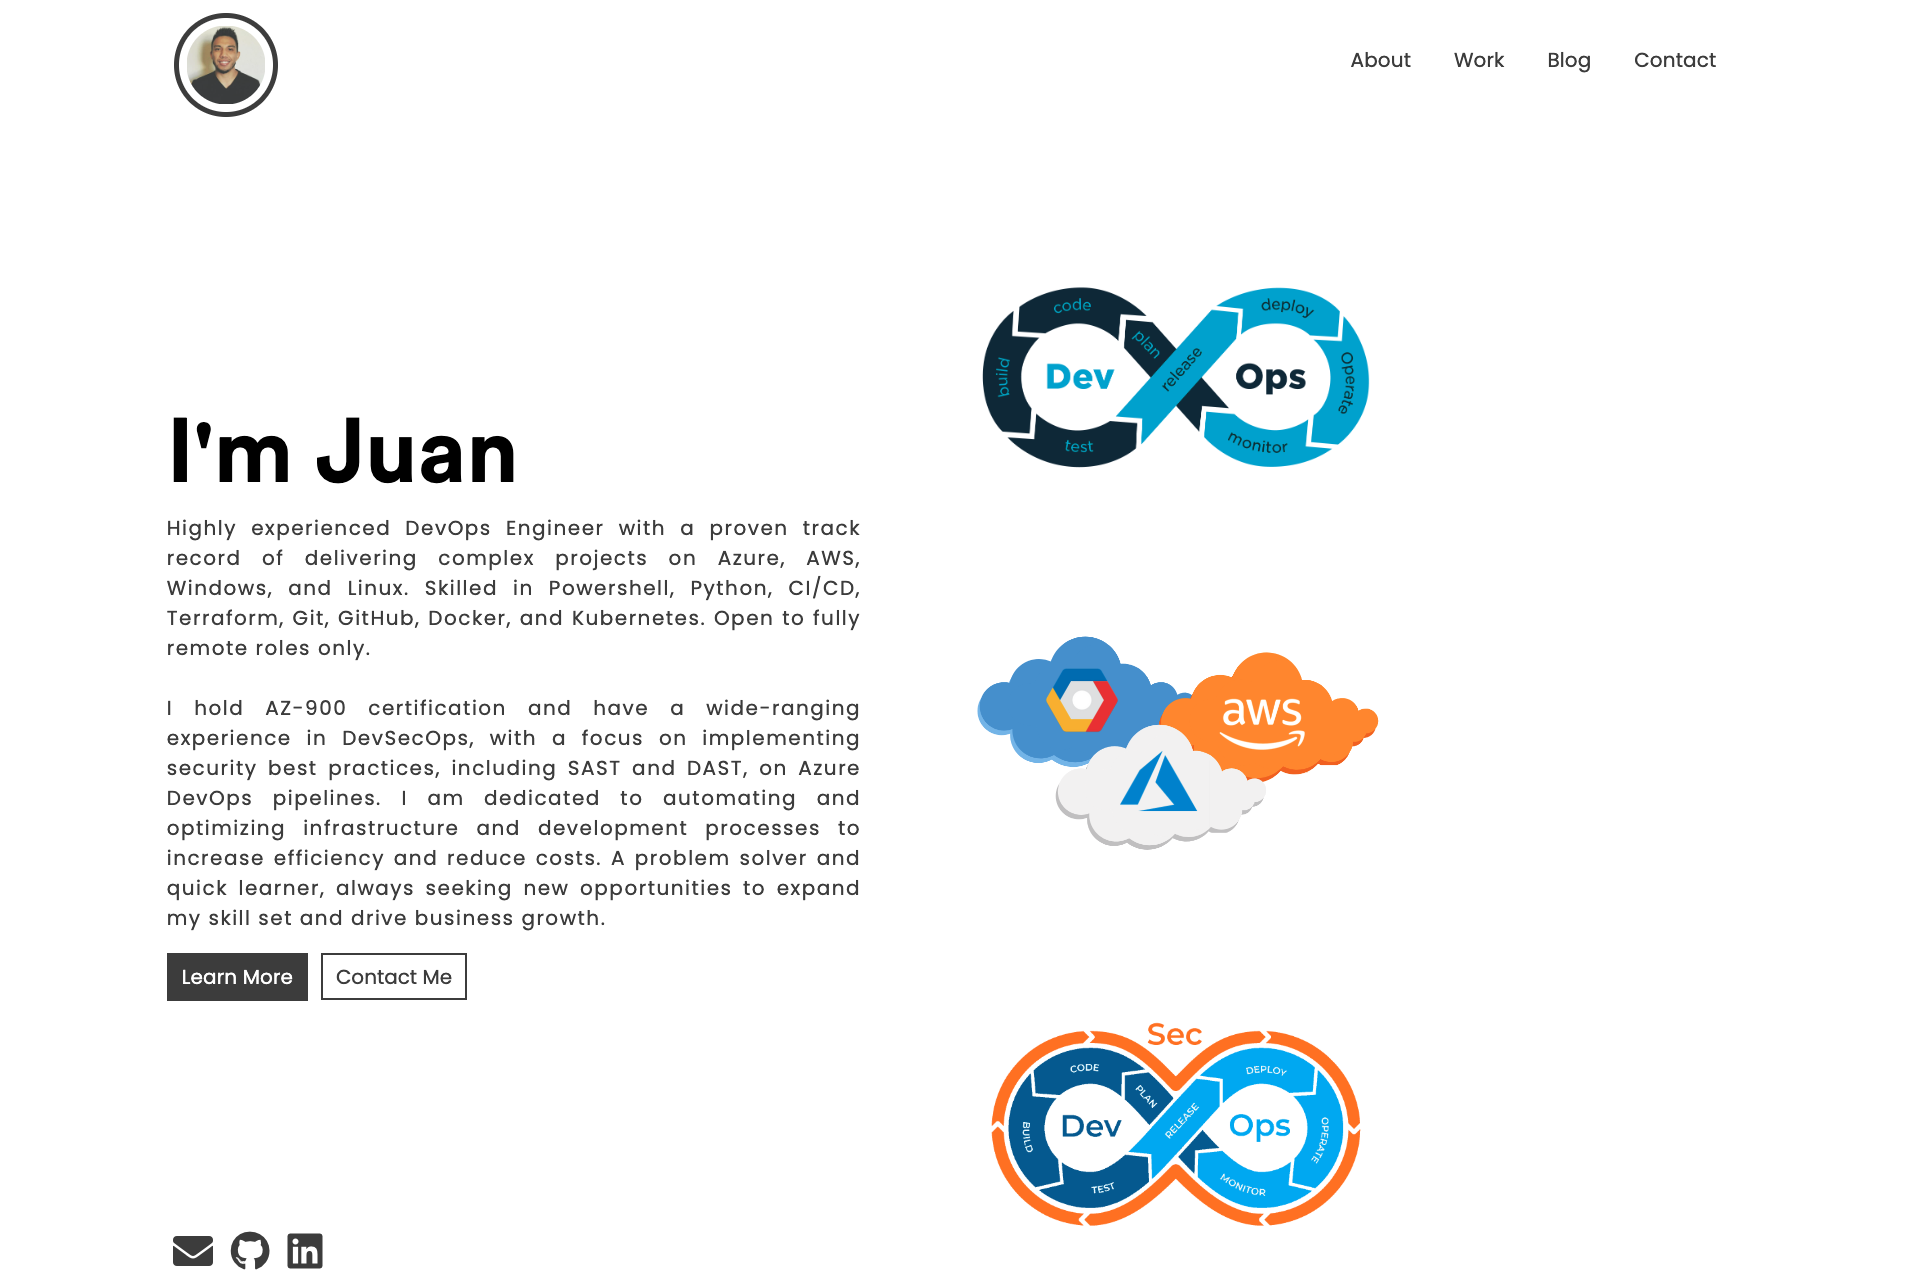 About
Work
Blog
Contact
I'm Juan
Highly experienced DevOps Engineer with a proven track
record of delivering complex projects on Azure, AWS,
Windows, and Linux. Skilled in Powershell, Python, CI/CD,
Terraform, Git, GitHub, Docker, and Kubernetes. Open to fully
remote roles only.
I hold AZ-900 certification and have a wide-ranging
experience in DevSecOps, with a focus on implementing
security best practices, including SAST and DAST, on Azure
DevOps pipelines. I am dedicated to automating and
optimizing infrastructure and development processes to
increase efficiency and reduce costs. A problem solver and
quick learner, always seeking new opportunities to expand
my skill set and drive business growth.
Learn More
Contact Me
code
plan
build
Dev
test
release
deploy
Ops
Operate
monitor
aws
Sec
CODE
PLAN
BUILD
Dev
TEST
RELEASE
DEPLOY
Ops
OPERATE
MONITOR
in